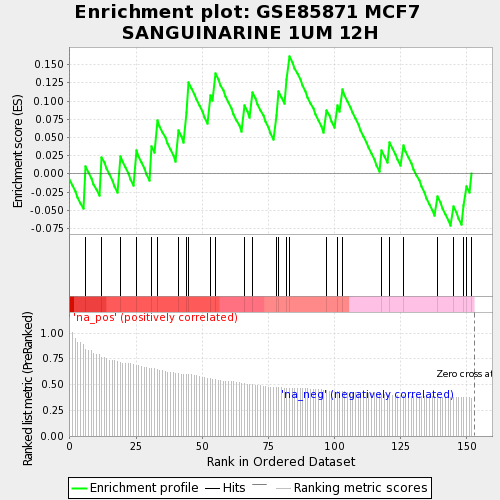 Enrichment plot: GSE85871 MCF7
SANGUINARINE 1UM 12H
Enrichment score (ES)
0.150
0.125
0.100
0.075
0.050
0.025
0.000
-0.025
-0.050
-0.075
'na_pos' (positively correlated)
Ranked list metric (PreRanked)
1.00
0.75
0.50
0.25
0.00
Zero cross at
'na_neg' (negatively correlated)
0 25 50 75 100 125 150
Rank in Ordered Dataset
Enrichment profile Hits Ranking metric scores